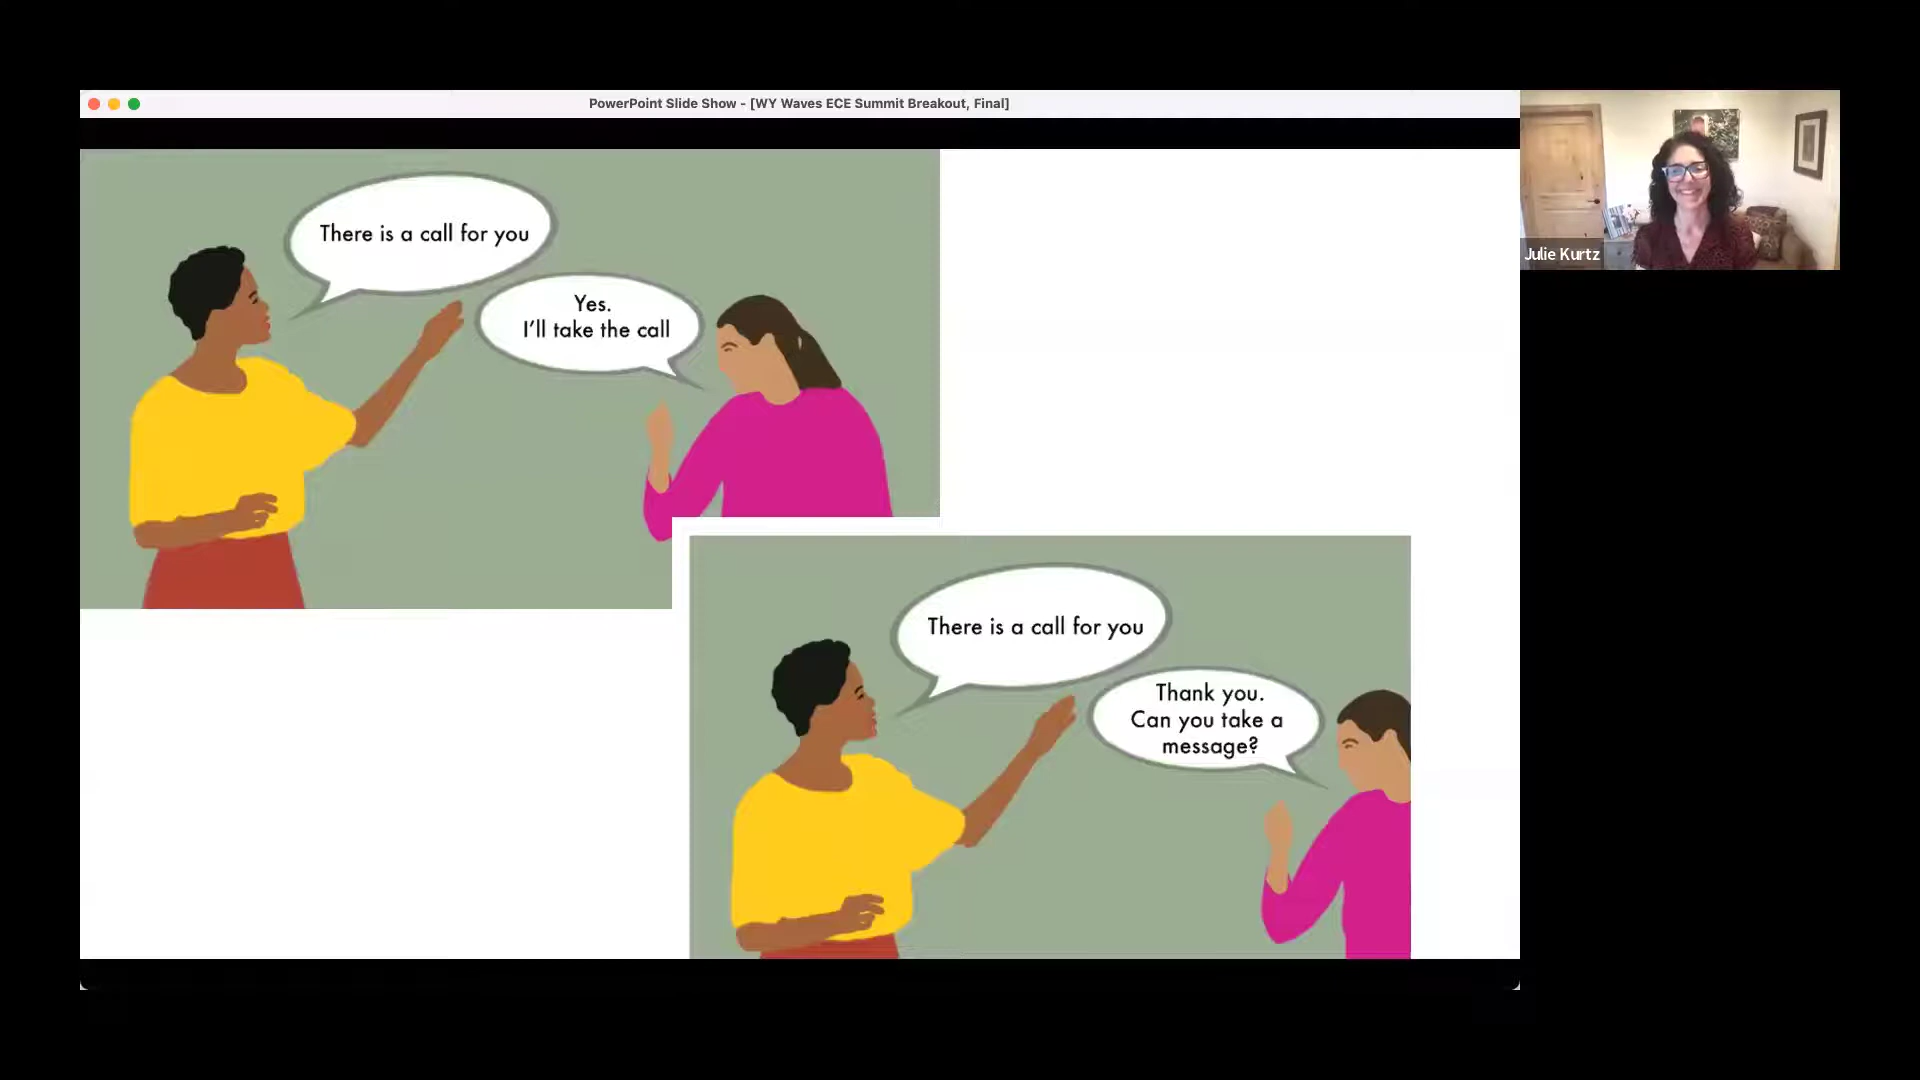 PowerPoint Slide Show - [WY Waves ECE Summit Breakout, Final]
There is a call for you
Yes.
I'll take the call
There is a call for you
Thank you.
Can you take a
message?
Julie Kurtz